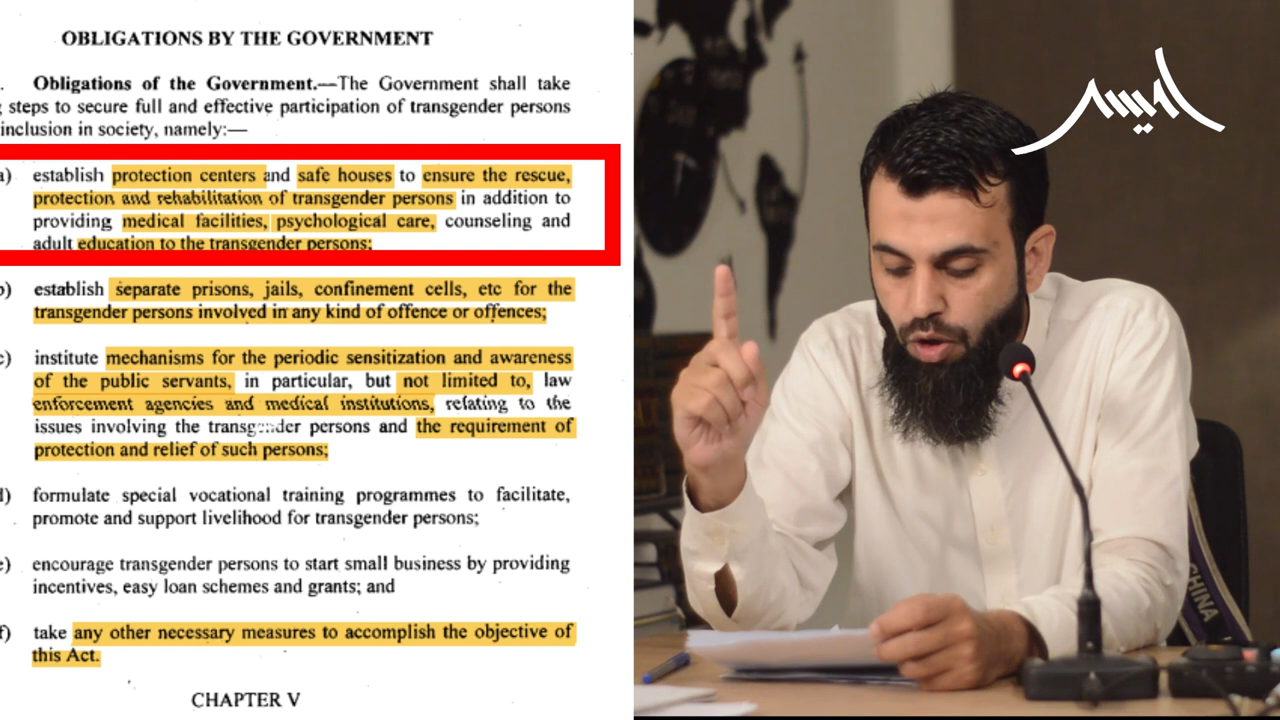 OBLIGATIONS BY THE GOVERNMENT
. Obligations of the Government.—The Government shall take
steps to secure full and effective participation of transgender persons
inclusion in society, namely:—
a) establish protection centers and safe houses to ensure the rescue,
protection and rehabilitation of transgender persons in addition to
providing medical facilities, psychological care, counseling and
adult education to the transgender persons;
b) establish separate prisons, jails, confinement cells, etc for the
transgender persons involved in any kind of offence or offences;
c) institute mechanisms for the periodic sensitization and awareness
of the public servants, in particular, but not limited to, law
enforcement agencies and medical institutions, relating to the
issues involving the transgender persons and the requirement of
protection and relief of such persons;
d) formulate special vocational training programmes to facilitate,
promote and support livelihood for transgender persons;
e) encourage transgender persons to start small business by providing
incentives, easy loan schemes and grants; and
f) take any other necessary measures to accomplish the objective of
this Act.
CHAPTER V
CHINA